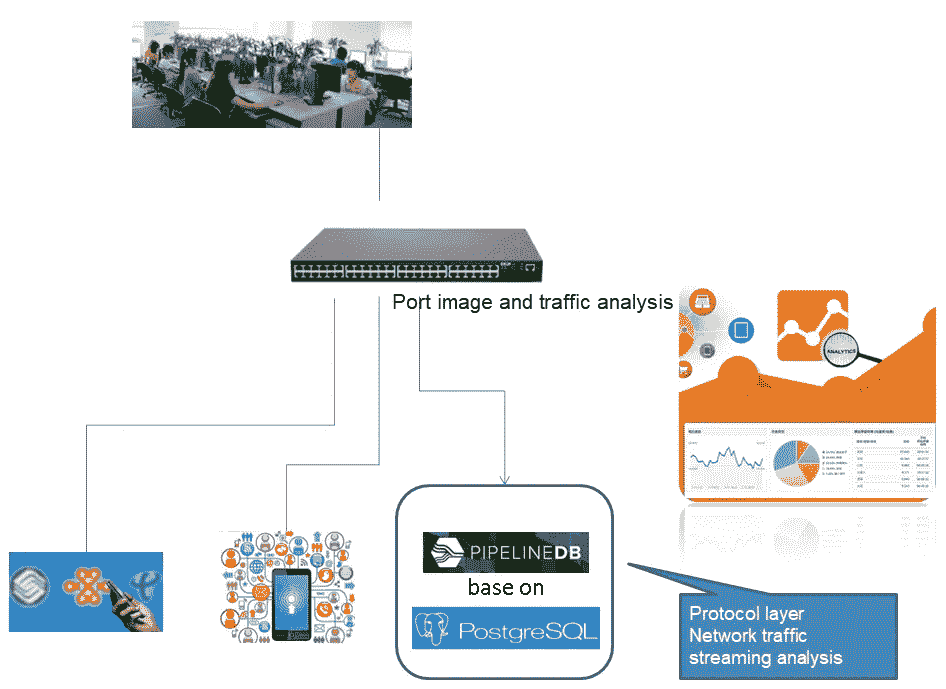 Port image and traffic analysis
ANALYTICS
PIPELINEDB
base on
PostgreSQL
Protocol layer
Network traffic
streaming analysis